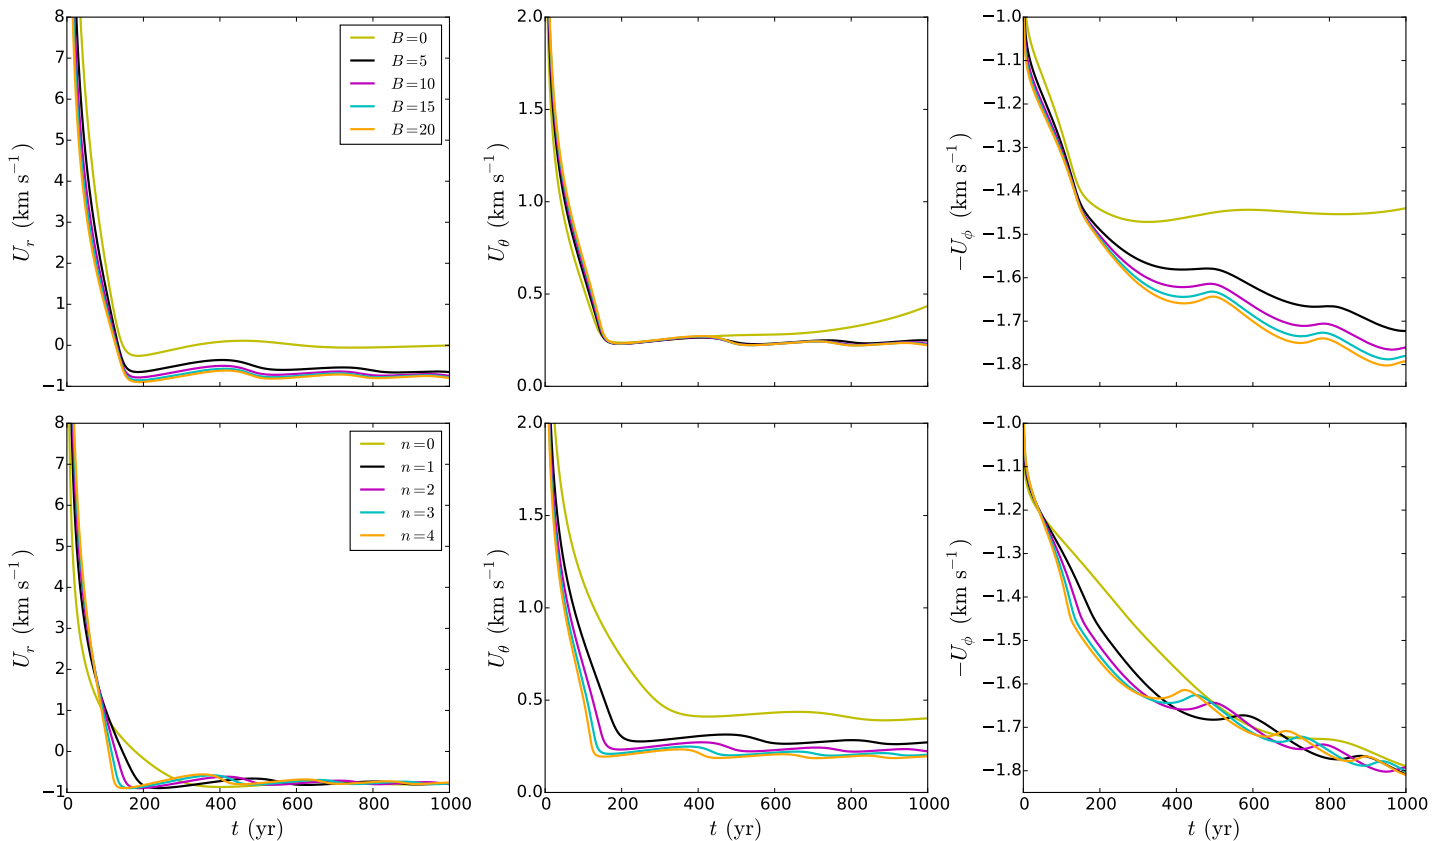 8
7
6
5
4
3
2
1
0
−1
U_r (km s⁻¹)
B=0
B=5
B=10
B=15
B=20
2.0
1.5
1.0
0.5
0.0
U_θ (km s⁻¹)
−1.0
−1.1
−1.2
−1.3
−1.4
−1.5
−1.6
−1.7
−1.8
−U_ϕ (km s⁻¹)
8
7
6
5
4
3
2
1
0
−1
U_r (km s⁻¹)
n=0
n=1
n=2
n=3
n=4
0 200 400 600 800 1000
t (yr)
2.0
1.5
1.0
0.5
0.0
U_θ (km s⁻¹)
0 200 400 600 800 1000
t (yr)
−1.0
−1.1
−1.2
−1.3
−1.4
−1.5
−1.6
−1.7
−1.8
−U_ϕ (km s⁻¹)
0 200 400 600 800 1000
t (yr)